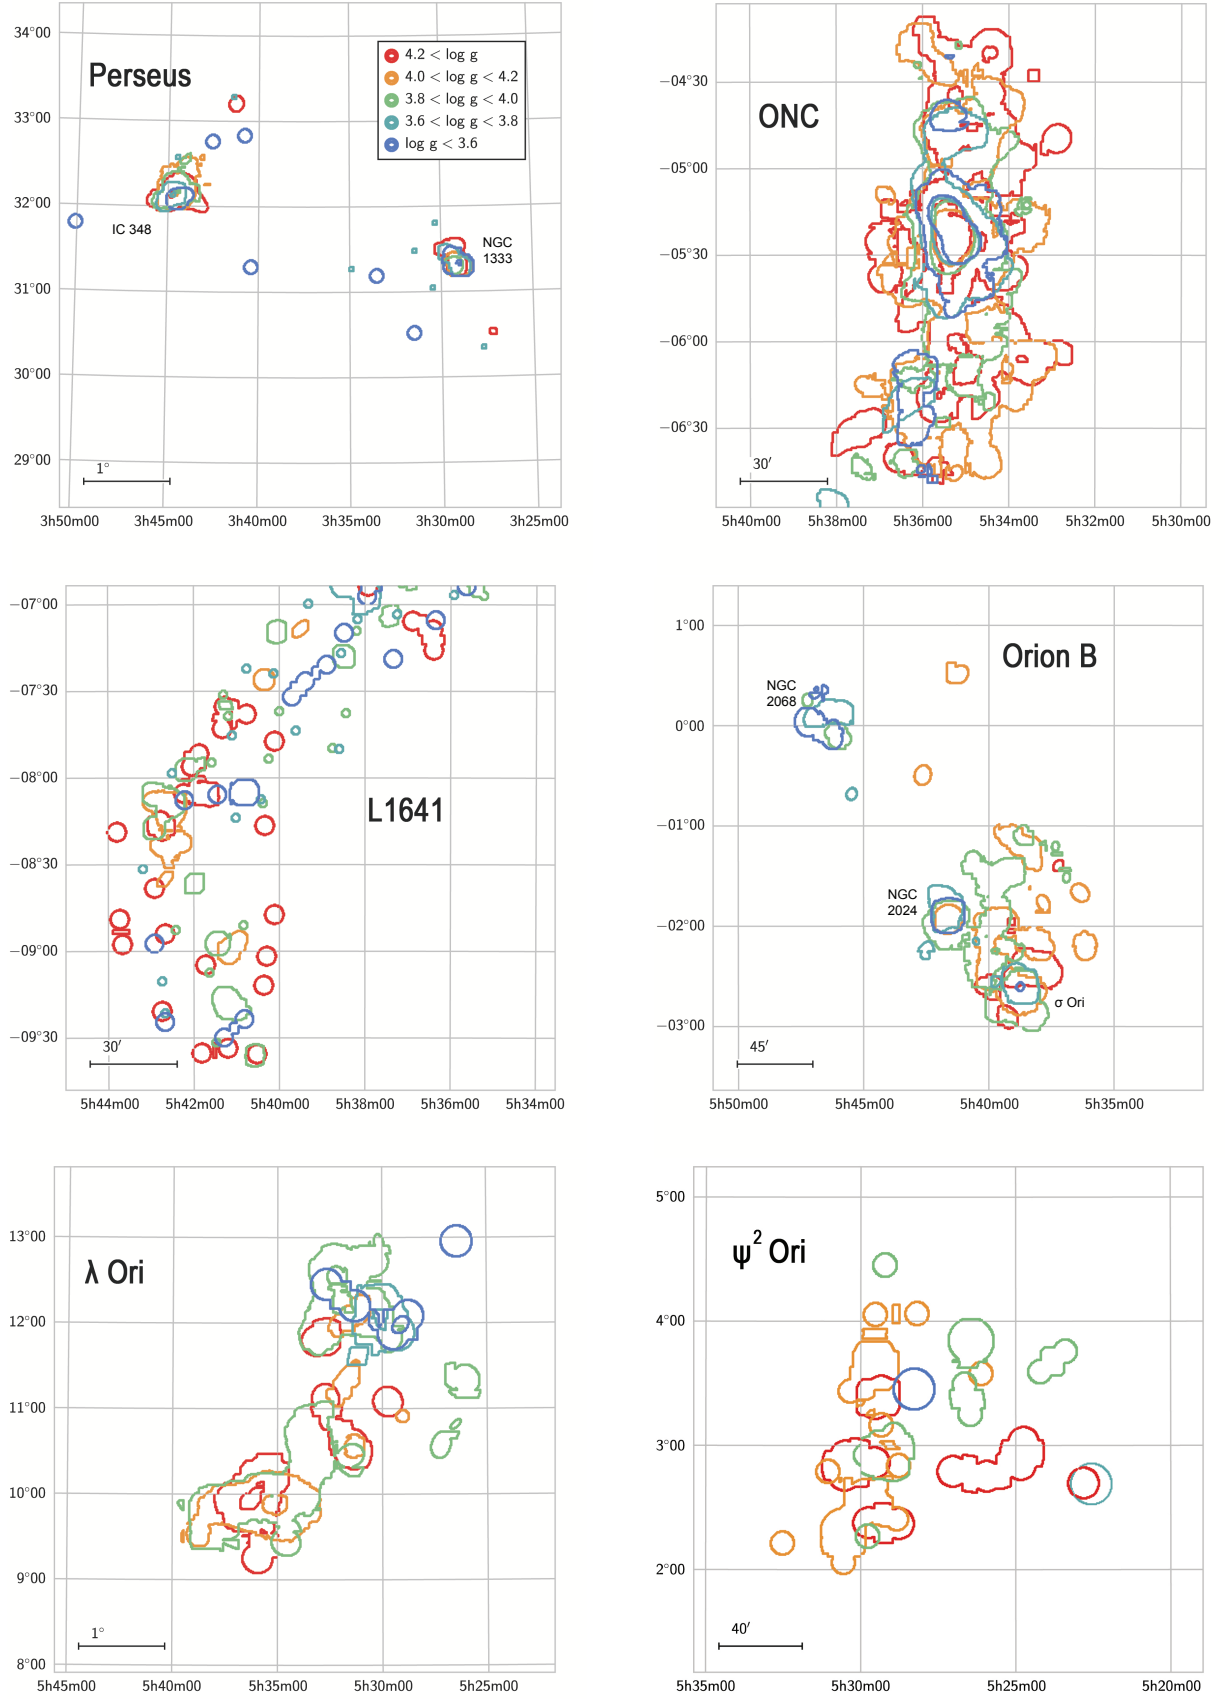 Perseus
34°00
33°00
32°00
31°00
30°00
29°00
4.2 < log g
4.0 < log g < 4.2
3.8 < log g < 4.0
3.6 < log g < 3.8
log g < 3.6
IC 348
NGC
1333
1°
3h50m00 3h45m00 3h40m00 3h35m00 3h30m00 3h25m00
ONC
−04°30
−05°00
−05°30
−06°00
−06°30
30′
5h40m00 5h38m00 5h36m00 5h34m00 5h32m00 5h30m00
L1641
−07°00
−07°30
−08°00
−08°30
−09°00
−09°30
30′
5h44m00 5h42m00 5h40m00 5h38m00 5h36m00 5h34m00
Orion B
1°00
0°00
−01°00
−02°00
−03°00
NGC
2068
NGC
2024
σ Ori
45′
5h50m00 5h45m00 5h40m00 5h35m00
λ Ori
13°00
12°00
11°00
10°00
9°00
8°00
1°
5h45m00 5h40m00 5h35m00 5h30m00 5h25m00
ψ² Ori
5°00
4°00
3°00
2°00
40′
5h35m00 5h30m00 5h25m00 5h20m00